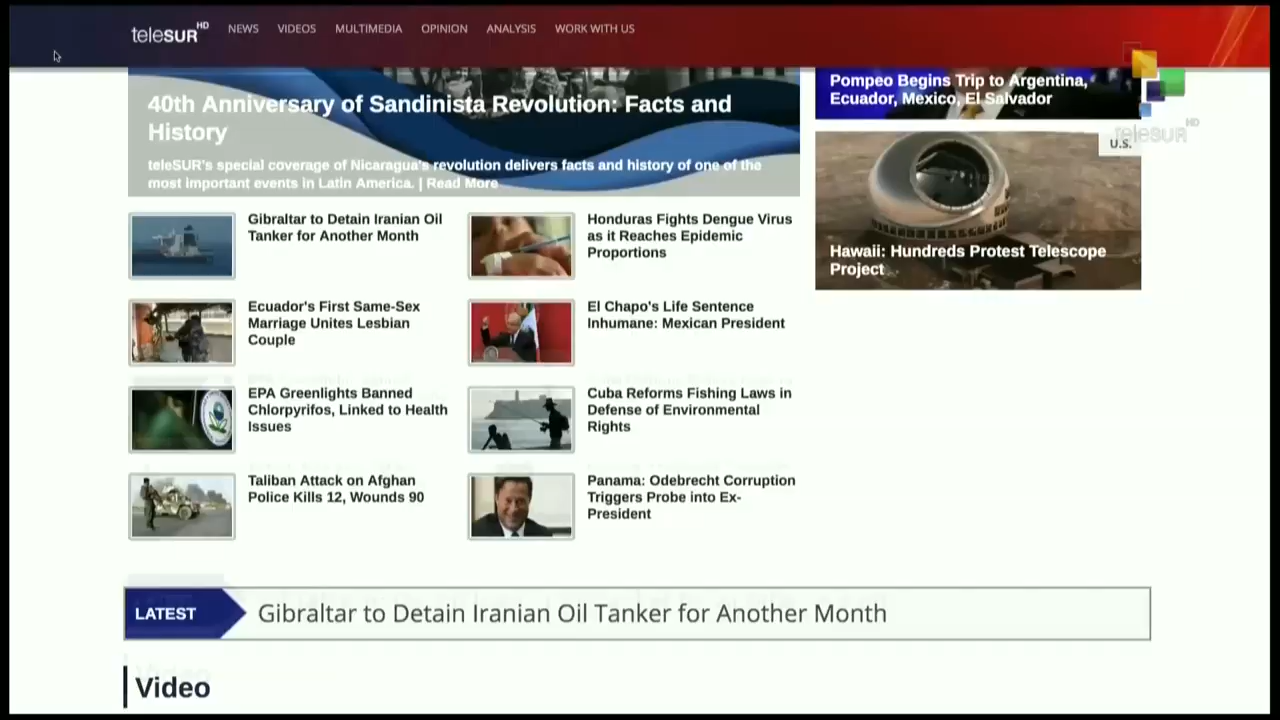 teleSUR HD
NEWS
VIDEOS
MULTIMEDIA
OPINION
ANALYSIS
WORK WITH US
40th Anniversary of Sandinista Revolution: Facts and
History
teleSUR's special coverage of Nicaragua's revolution delivers facts and history of one of the
most important events in Latin America. | Read More
Pompeo Begins Trip to Argentina,
Ecuador, Mexico, El Salvador
teleSUR HD
U.S.
Hawaii: Hundreds Protest Telescope
Project
Gibraltar to Detain Iranian Oil
Tanker for Another Month
Honduras Fights Dengue Virus
as it Reaches Epidemic
Proportions
Ecuador's First Same-Sex
Marriage Unites Lesbian
Couple
El Chapo's Life Sentence
Inhumane: Mexican President
EPA Greenlights Banned
Chlorpyrifos, Linked to Health
Issues
Cuba Reforms Fishing Laws in
Defense of Environmental
Rights
Taliban Attack on Afghan
Police Kills 12, Wounds 90
Panama: Odebrecht Corruption
Triggers Probe into Ex-
President
LATEST
Gibraltar to Detain Iranian Oil Tanker for Another Month
Video